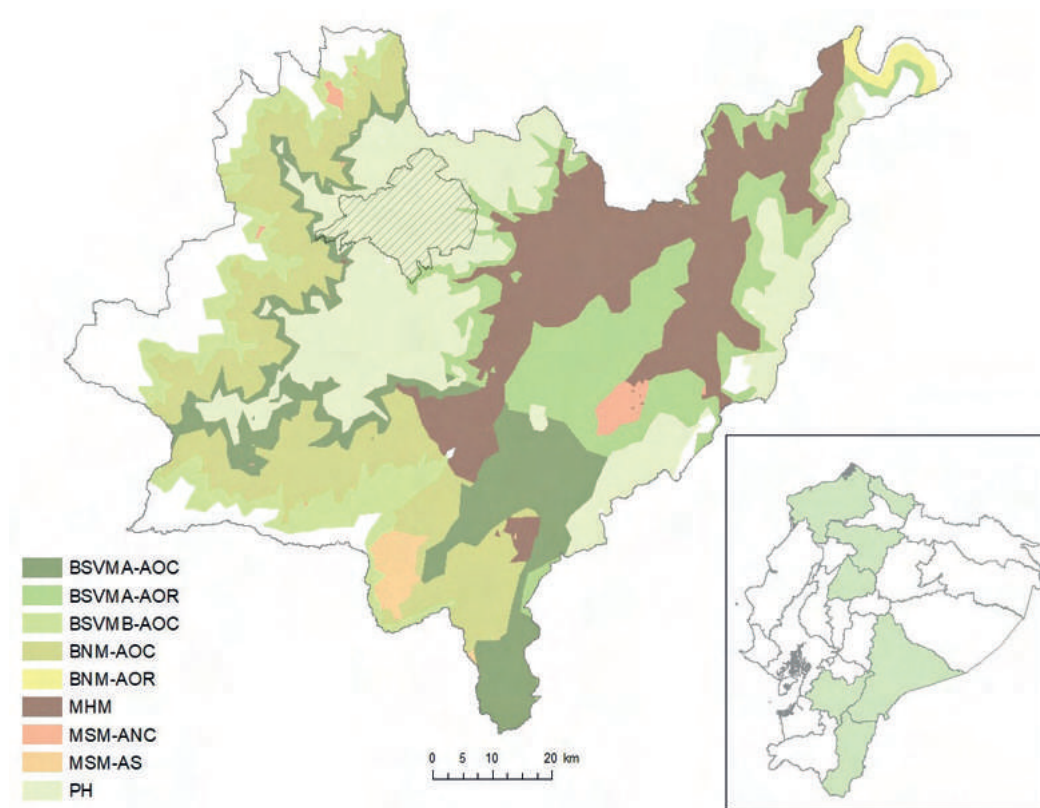 BSVMA-AOC
BSVMA-AOR
BSVMB-AOC
BNM-AOC
BNM-AOR
MHM
MSM-ANC
MSM-AS
PH
0 5 10 20 km